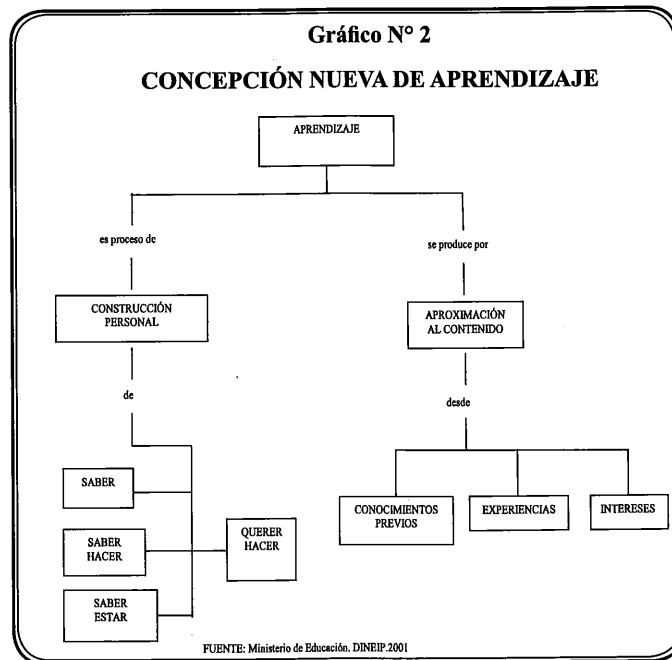 Gráfico N° 2
CONCEPCIÓN NUEVA DE APRENDIZAJE
APRENDIZAJE
es proceso de
se produce por
CONSTRUCCIÓN
PERSONAL
APROXIMACIÓN
AL CONTENIDO
de
desde
SABER
SABER
HACER
SABER
ESTAR
QUERER
HACER
CONOCIMIENTOS
PREVIOS
EXPERIENCIAS
INTERESES
FUENTE: Ministerio de Educación. DINEIP.2001